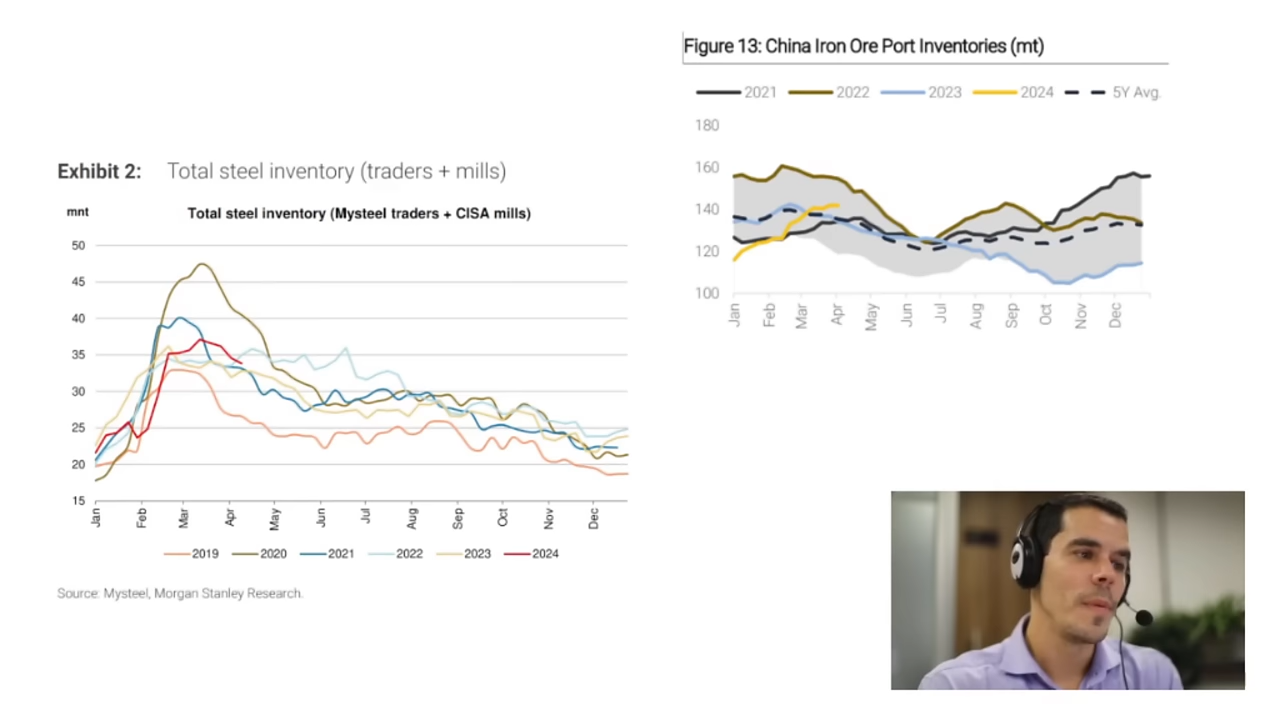 Figure 13: China Iron Ore Port Inventories (mt)
2021 2022 2023 2024 5Y Avg.
180
160
140
120
100
Jan Feb Mar Apr May Jun Jul Aug Sep Oct Nov Dec
Exhibit 2: Total steel inventory (traders + mills)
mnt Total steel inventory (Mysteel traders + CISA mills)
50
45
40
35
30
25
20
15
Jan Feb Mar Apr May Jun Jul Aug Sep Oct Nov Dec
2019 2020 2021 2022 2023 2024
Source: Mysteel, Morgan Stanley Research.